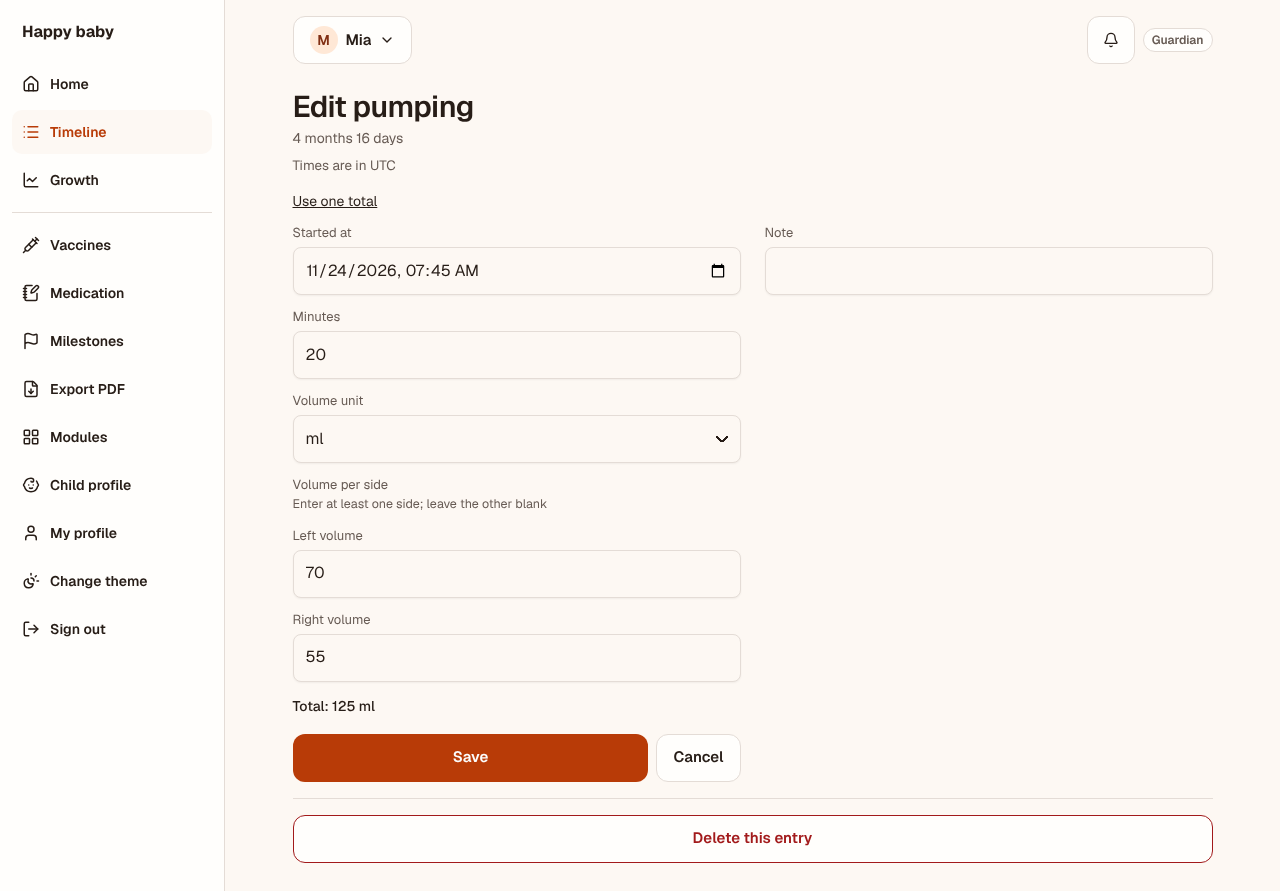 Happy baby
Home
Timeline
Growth
Vaccines
Medication
Milestones
Export PDF
Modules
Child profile
My profile
Change theme
Sign out
M Mia
Guardian
Edit pumping
4 months 16 days
Times are in UTC
Use one total
Started at
11/24/2026, 07:45 AM
Note
Minutes
20
Volume unit
ml
Volume per side
Enter at least one side; leave the other blank
Left volume
70
Right volume
55
Total: 125 ml
Save
Cancel
Delete this entry